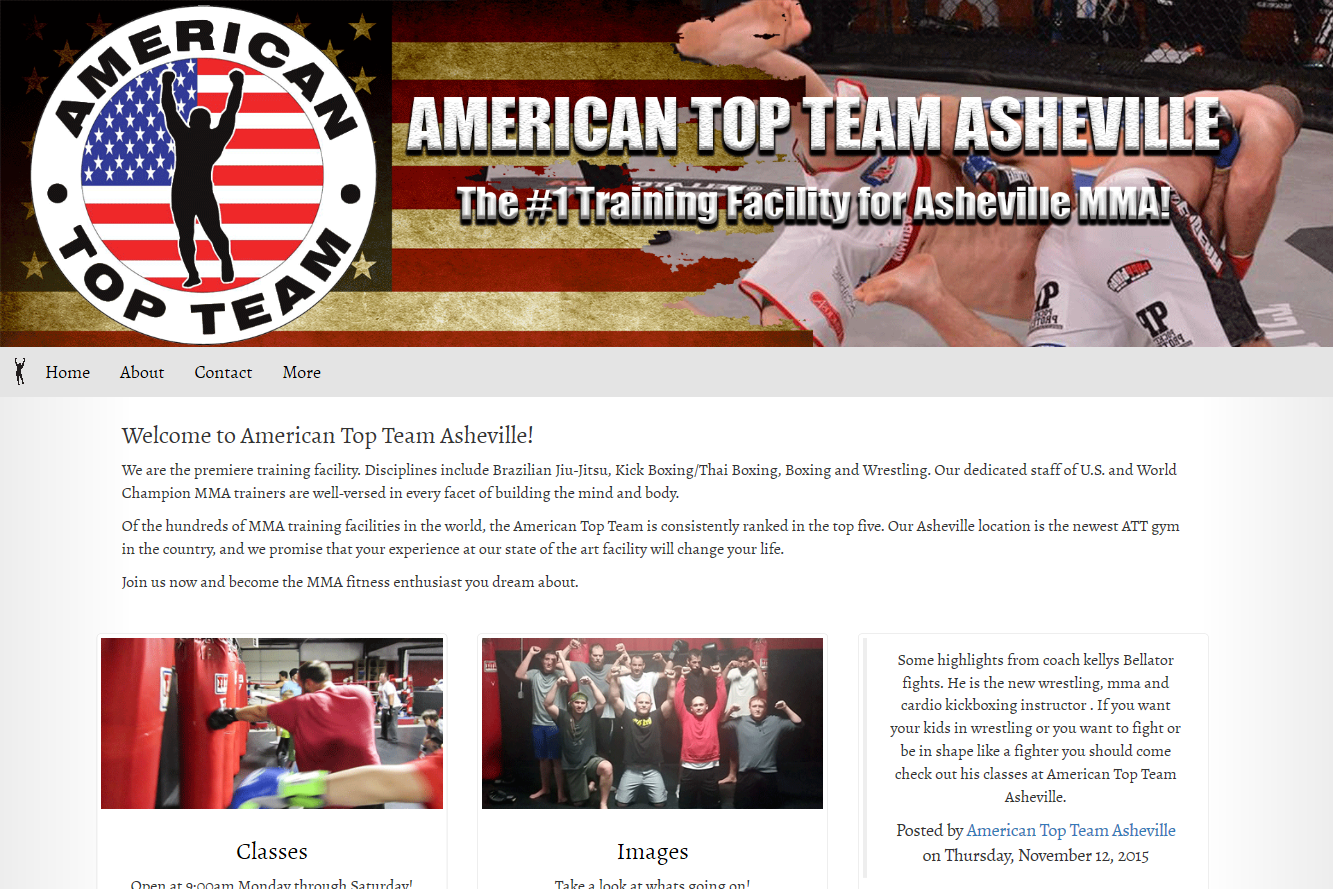 AMERICAN
TOP TEAM
AMERICAN TOP TEAM ASHEVILLE
The #1 Training Facility for Asheville MMA!
Home About Contact More
Welcome to American Top Team Asheville!
We are the premiere training facility. Disciplines include Brazilian Jiu-Jitsu, Kick Boxing/Thai Boxing, Boxing and Wrestling. Our dedicated staff of U.S. and World
Champion MMA trainers are well-versed in every facet of building the mind and body.
Of the hundreds of MMA training facilities in the world, the American Top Team is consistently ranked in the top five. Our Asheville location is the newest ATT gym
in the country, and we promise that your experience at our state of the art facility will change your life.
Join us now and become the MMA fitness enthusiast you dream about.
Classes
Open at 9:00am Monday through Saturday!
Images
Take a look at whats going on!
Some highlights from coach kellys Bellator
fights. He is the new wrestling, mma and
cardio kickboxing instructor . If you want
your kids in wrestling or you want to fight or
be in shape like a fighter you should come
check out his classes at American Top Team
Asheville.
Posted by American Top Team Asheville
on Thursday, November 12, 2015